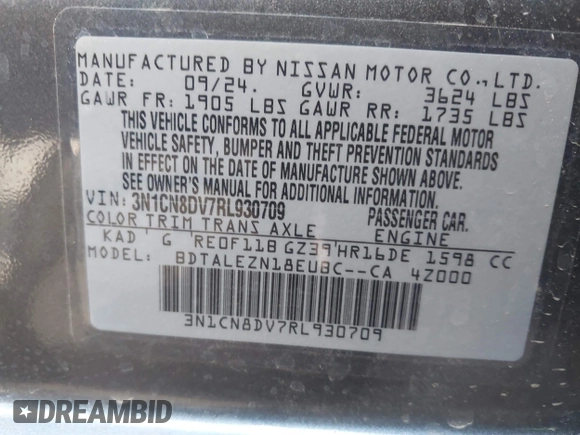 MANUFACTURED BY NISSAN MOTOR CO.,LTD.
DATE: 09/24. GVWR: 3624 LBS
GAWR FR: 1905 LBS GAWR RR: 1735 LBS
THIS VEHICLE CONFORMS TO ALL APPLICABLE FEDERAL MOTOR
VEHICLE SAFETY, BUMPER AND THEFT PREVENTION STANDARDS
IN EFFECT ON THE DATE OF MANUFACTURE SHOWN ABOVE.
SEE OWNER'S MANUAL FOR ADDITIONAL INFORMATION.
VIN: 3N1CN8DV7RL930709 PASSENGER CAR.
COLOR TRIM TRANS AXLE ENGINE
KAD ' G 'RE0F11B GZ39'HR16DE 1598 CC
MODEL: BDTALEZN18EUBC--CA 4Z000
3N1CN8DV7RL930709
DREAMBID